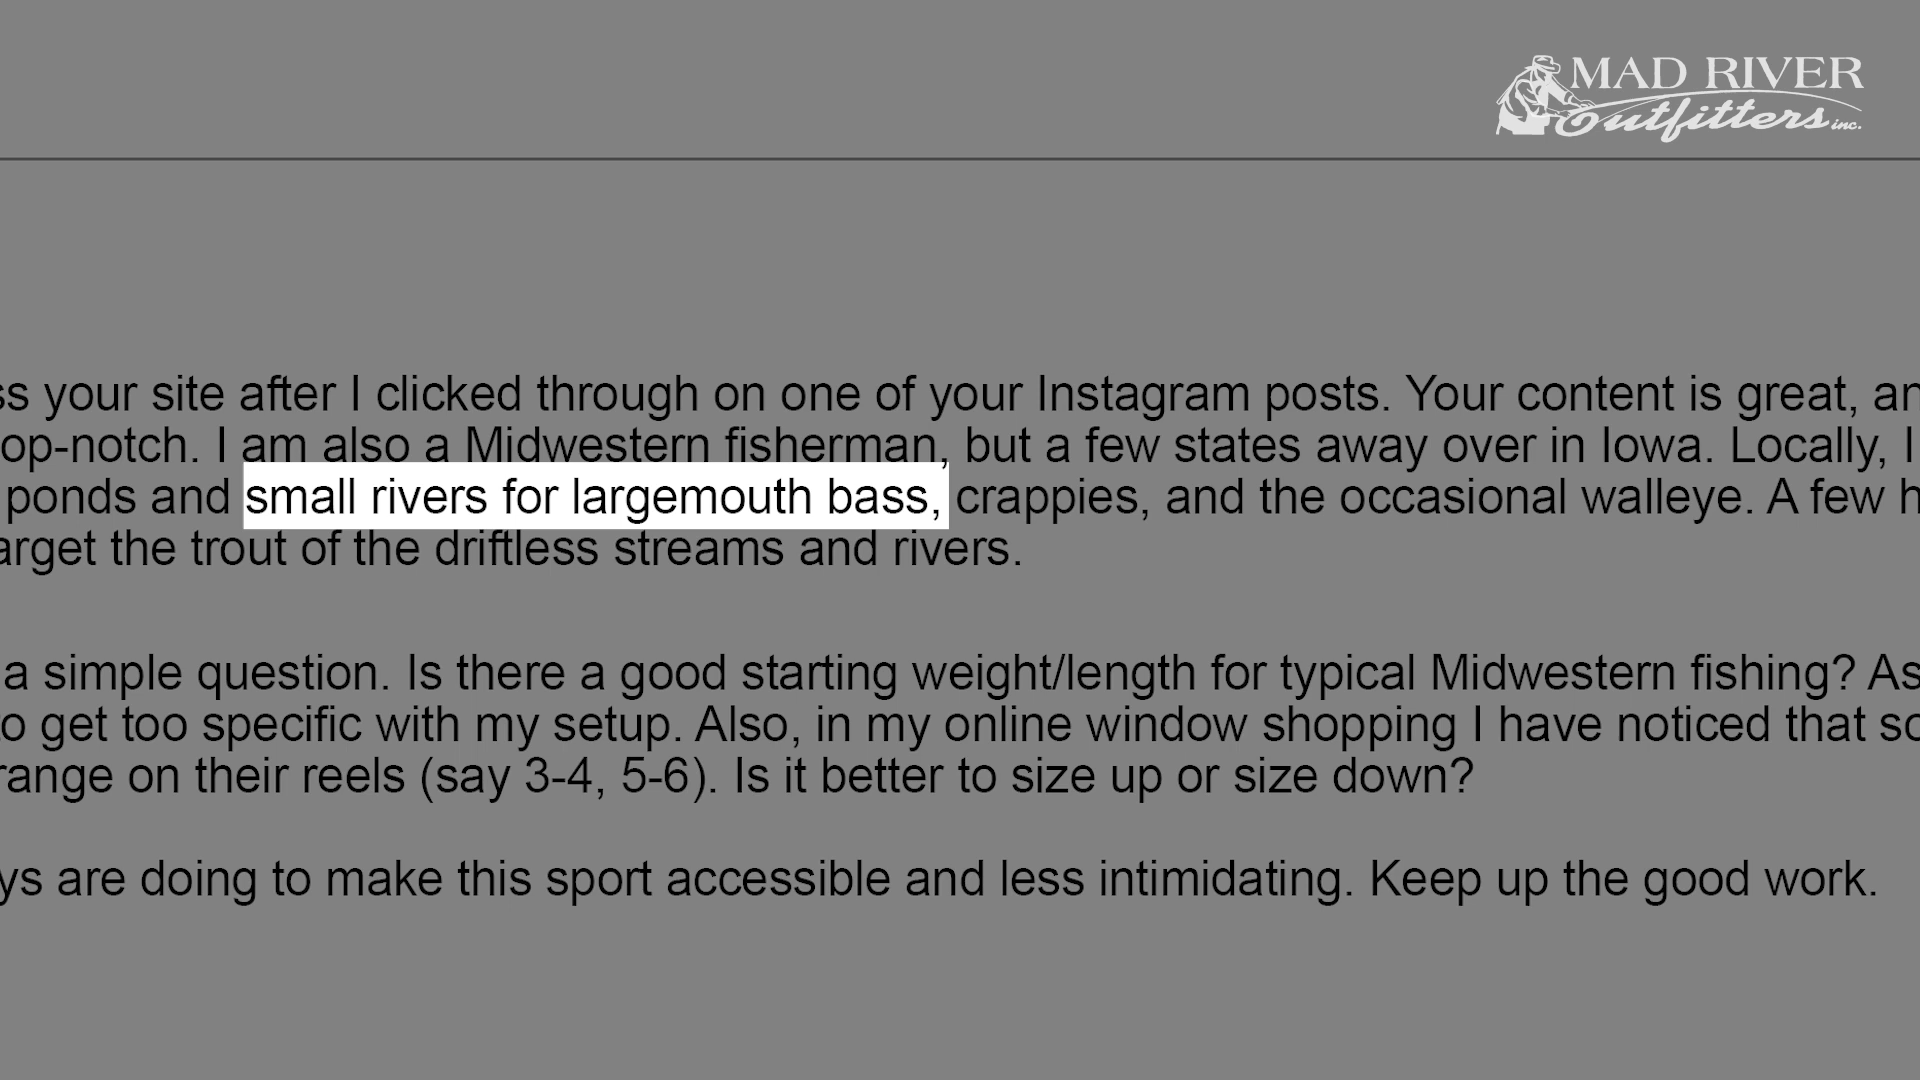 MAD RIVER
Outfitters inc.
ss your site after I clicked through on one of your Instagram posts. Your content is great, an
op-notch. I am also a Midwestern fisherman, but a few states away over in Iowa. Locally, I
ponds and small rivers for largemouth bass, crappies, and the occasional walleye. A few h
arget the trout of the driftless streams and rivers.
a simple question. Is there a good starting weight/length for typical Midwestern fishing? As
to get too specific with my setup. Also, in my online window shopping I have noticed that so
range on their reels (say 3-4, 5-6). Is it better to size up or size down?
ys are doing to make this sport accessible and less intimidating. Keep up the good work.